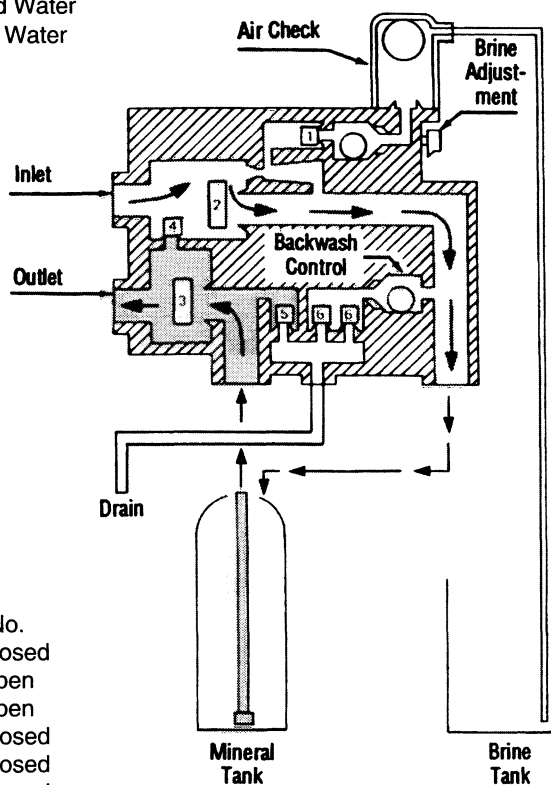 d Water
Water
Air Check
Brine
Adjust-
ment
1
Inlet
2
4
Backwash
Control
Outlet
3
5
6
6
Drain
No.
osed
pen
pen
osed
osed
Mineral
Tank
Brine
Tank